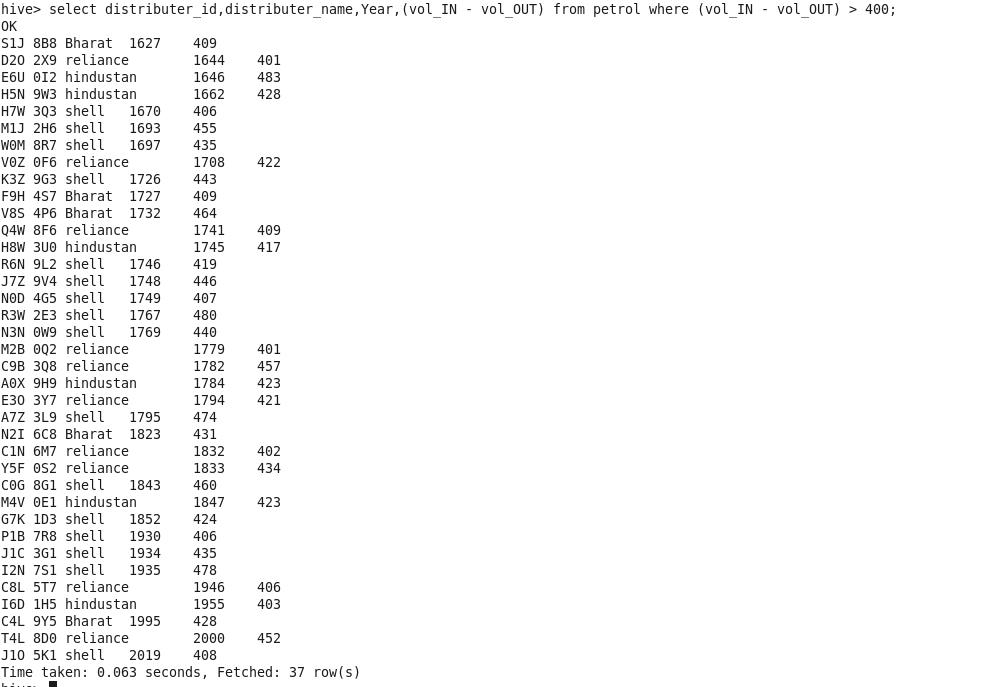 hive> select distributer_id,distributer_name,Year,(vol_IN - vol_OUT) from petrol where (vol_IN - vol_OUT) > 400;
OK
S1J 8B8 Bharat  1627    409
D2O 2X9 reliance        1644    401
E6U 0I2 hindustan       1646    483
H5N 9W3 hindustan       1662    428
H7W 3Q3 shell   1670    406
M1J 2H6 shell   1693    455
W0M 8R7 shell   1697    435
V0Z 0F6 reliance        1708    422
K3Z 9G3 shell   1726    443
F9H 4S7 Bharat  1727    409
V8S 4P6 Bharat  1732    464
Q4W 8F6 reliance        1741    409
H8W 3U0 hindustan       1745    417
R6N 9L2 shell   1746    419
J7Z 9V4 shell   1748    446
N0D 4G5 shell   1749    407
R3W 2E3 shell   1767    480
N3N 0W9 shell   1769    440
M2B 0Q2 reliance        1779    401
C9B 3Q8 reliance        1782    457
A0X 9H9 hindustan       1784    423
E3O 3Y7 reliance        1794    421
A7Z 3L9 shell   1795    474
N2I 6C8 Bharat  1823    431
C1N 6M7 reliance        1832    402
Y5F 0S2 reliance        1833    434
C0G 8G1 shell   1843    460
M4V 0E1 hindustan       1847    423
G7K 1D3 shell   1852    424
P1B 7R8 shell   1930    406
J1C 3G1 shell   1934    435
I2N 7S1 shell   1935    478
C8L 5T7 reliance        1946    406
I6D 1H5 hindustan       1955    403
C4L 9Y5 Bharat  1995    428
T4L 8D0 reliance        2000    452
J1O 5K1 shell   2019    408
Time taken: 0.063 seconds, Fetched: 37 row(s)
hive>